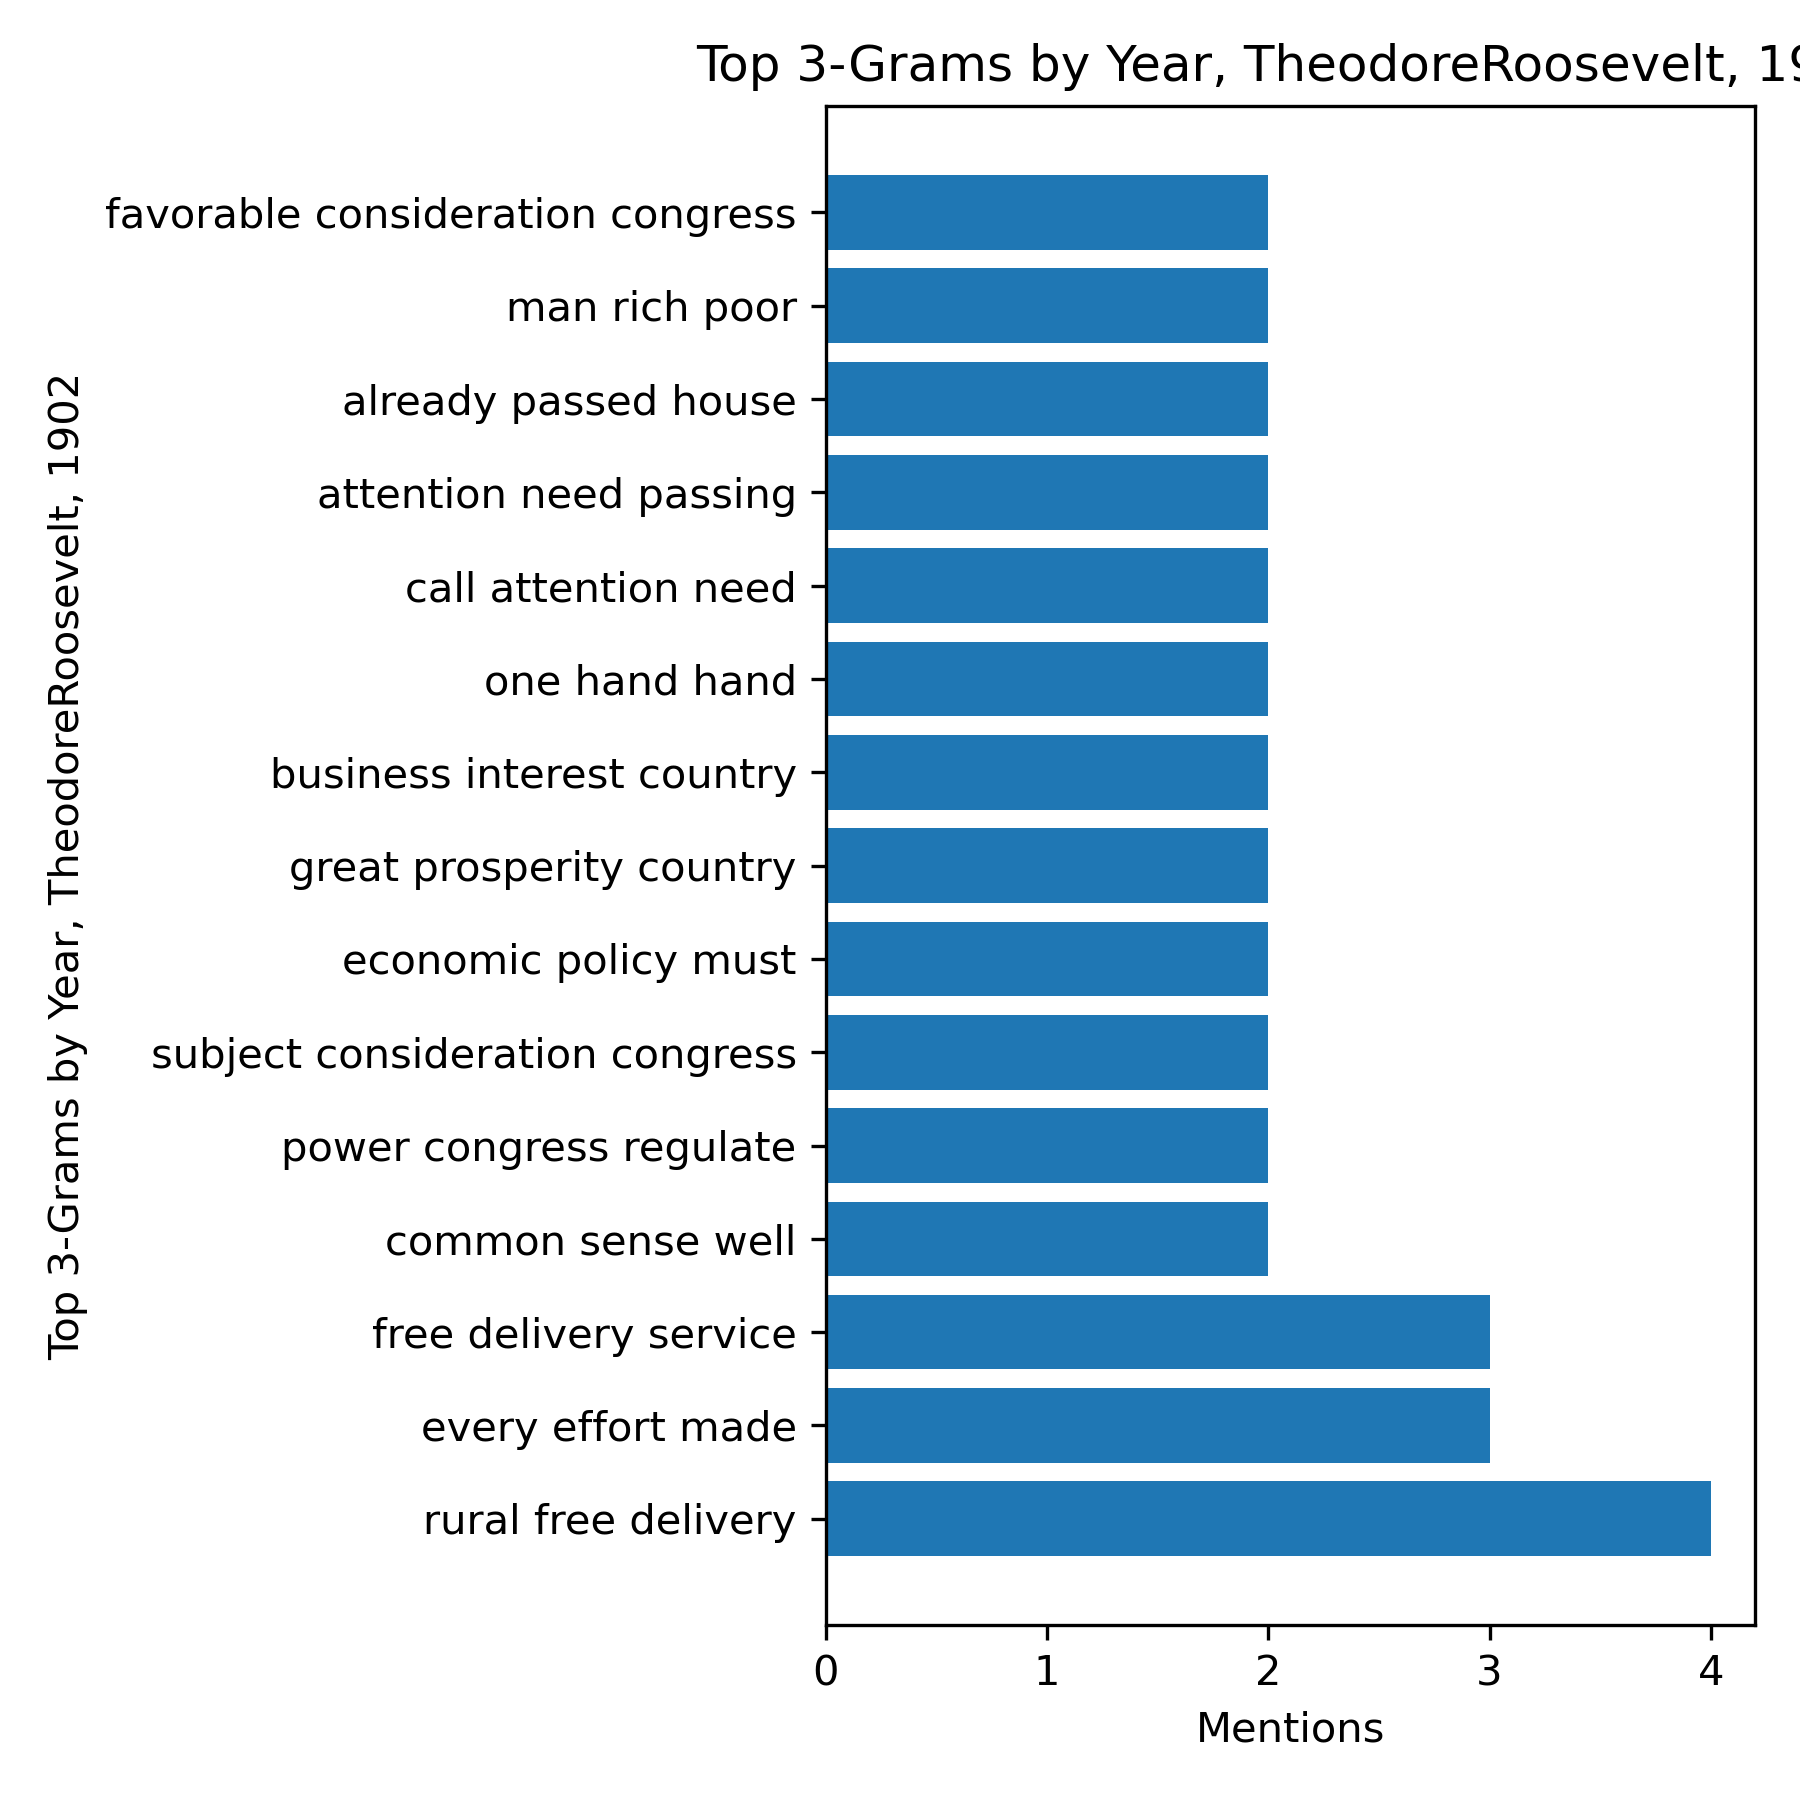 Top 3-Grams by Year, TheodoreRoosevelt, 19
favorable consideration congress
man rich poor
already passed house
attention need passing
call attention need
one hand hand
business interest country
great prosperity country
economic policy must
subject consideration congress
power congress regulate
common sense well
free delivery service
every effort made
rural free delivery
Top 3-Grams by Year, TheodoreRoosevelt, 1902
0 1 2 3 4
Mentions